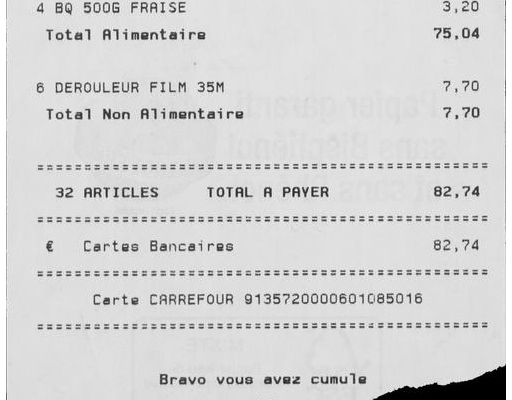 4 BQ 500G FRAISE 3,20
Total Alimentaire 75,04
6 DEROULEUR FILM 35M 7,70
Total Non Alimentaire 7,70
================================================
32 ARTICLES TOTAL A PAYER 82,74
================================================
€ Cartes Bancaires 82,74
================================================
Carte CARREFOUR 9135720000601085016
================================================
Bravo vous avez cumule